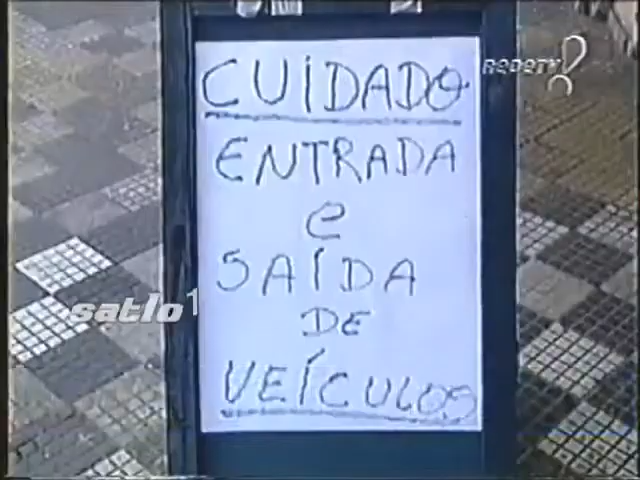 CUIDADO
REDETV
ENTRADA
e
SAÍDA
satlo1
DE
VEÍCULOS